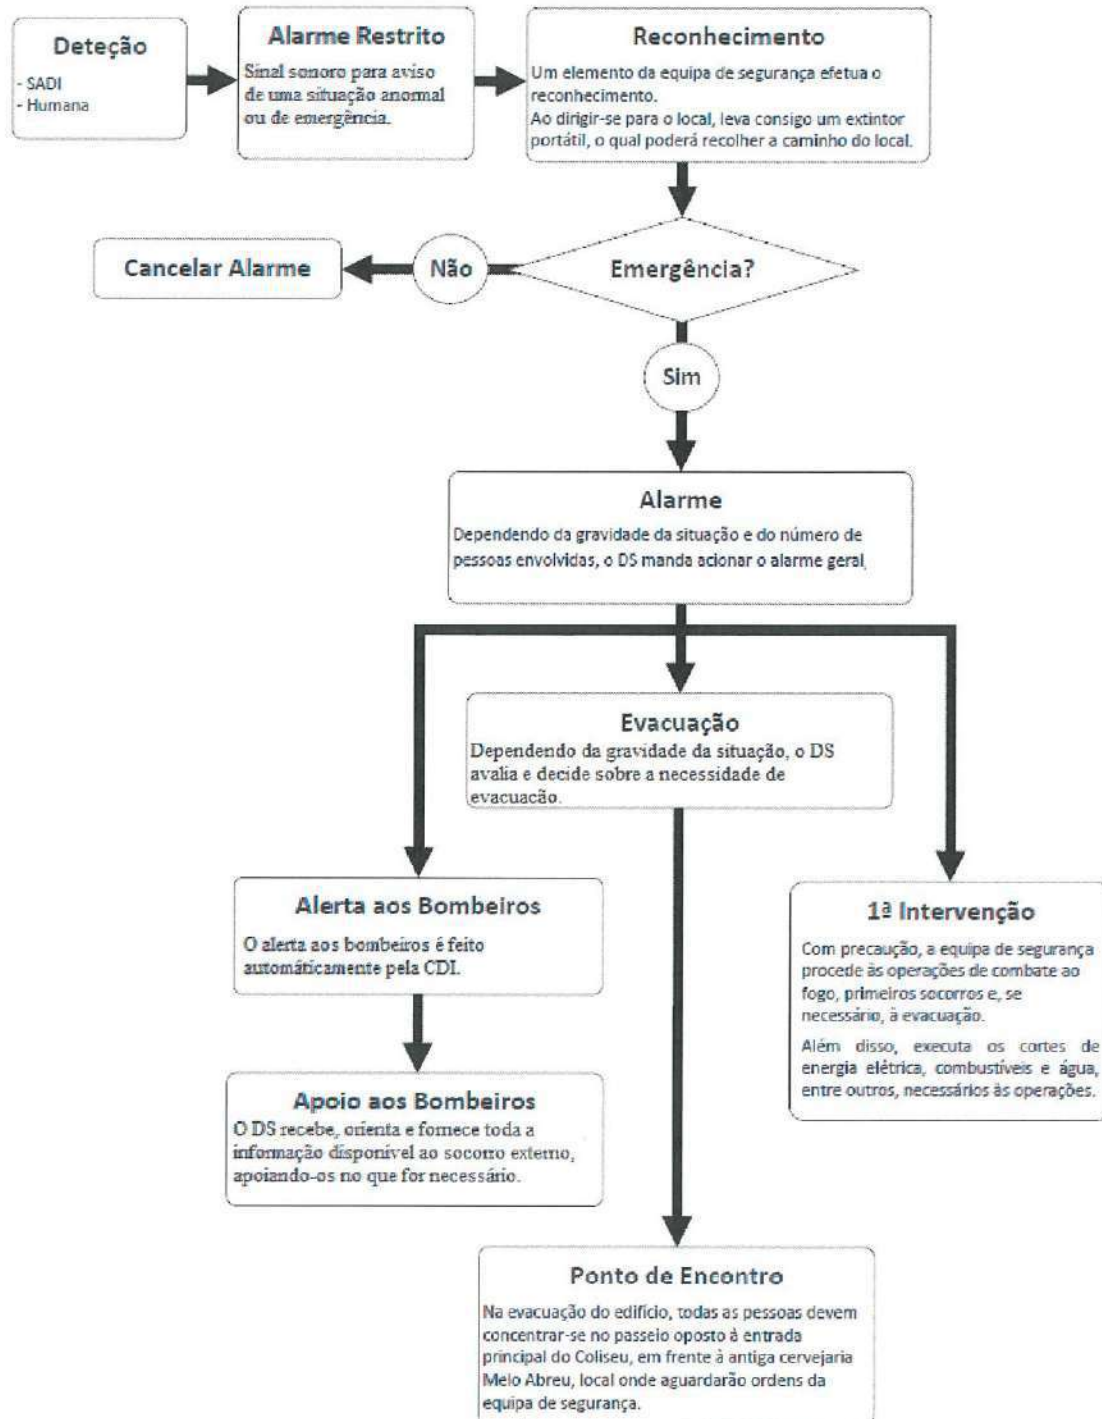 Deteção
- SADI
- Humana
Alarme Restrito
Sinal sonoro para aviso
de uma situação anormal
ou de emergência.
Reconhecimento
Um elemento da equipa de segurança efetua o
reconhecimento.
Ao dirigir-se para o local, leva consigo um extintor
portátil, o qual poderá recolher a caminho do local.
Emergência?
Não
Cancelar Alarme
Sim
Alarme
Dependendo da gravidade da situação e do número de
pessoas envolvidas, o DS manda acionar o alarme geral,
Evacuação
Dependendo da gravidade da situação, o DS
avalia e decide sobre a necessidade de
evacuacão.
Alerta aos Bombeiros
O alerta aos bombeiros é feito
automáticamente pela CDI.
Apoio aos Bombeiros
O DS recebe, orienta e fornece toda a
informação disponivel ao socorro externo,
apoiando-os no que for necessário.
1ª Intervenção
Com precaução, a equipa de segurança
procede às operações de combate ao
fogo, primeiros socorros e, se
necessário, à evacuação.
Além disso, executa os cortes de
energia elétrica, combustíveis e água,
entre outros, necessários às operações.
Ponto de Encontro
Na evacuação do edifício, todas as pessoas devem
concentrar-se no passeio oposto à entrada
principal do Coliseu, em frente à antiga cervejaria
Melo Abreu, local onde aguardarão ordens da
equipa de segurança.